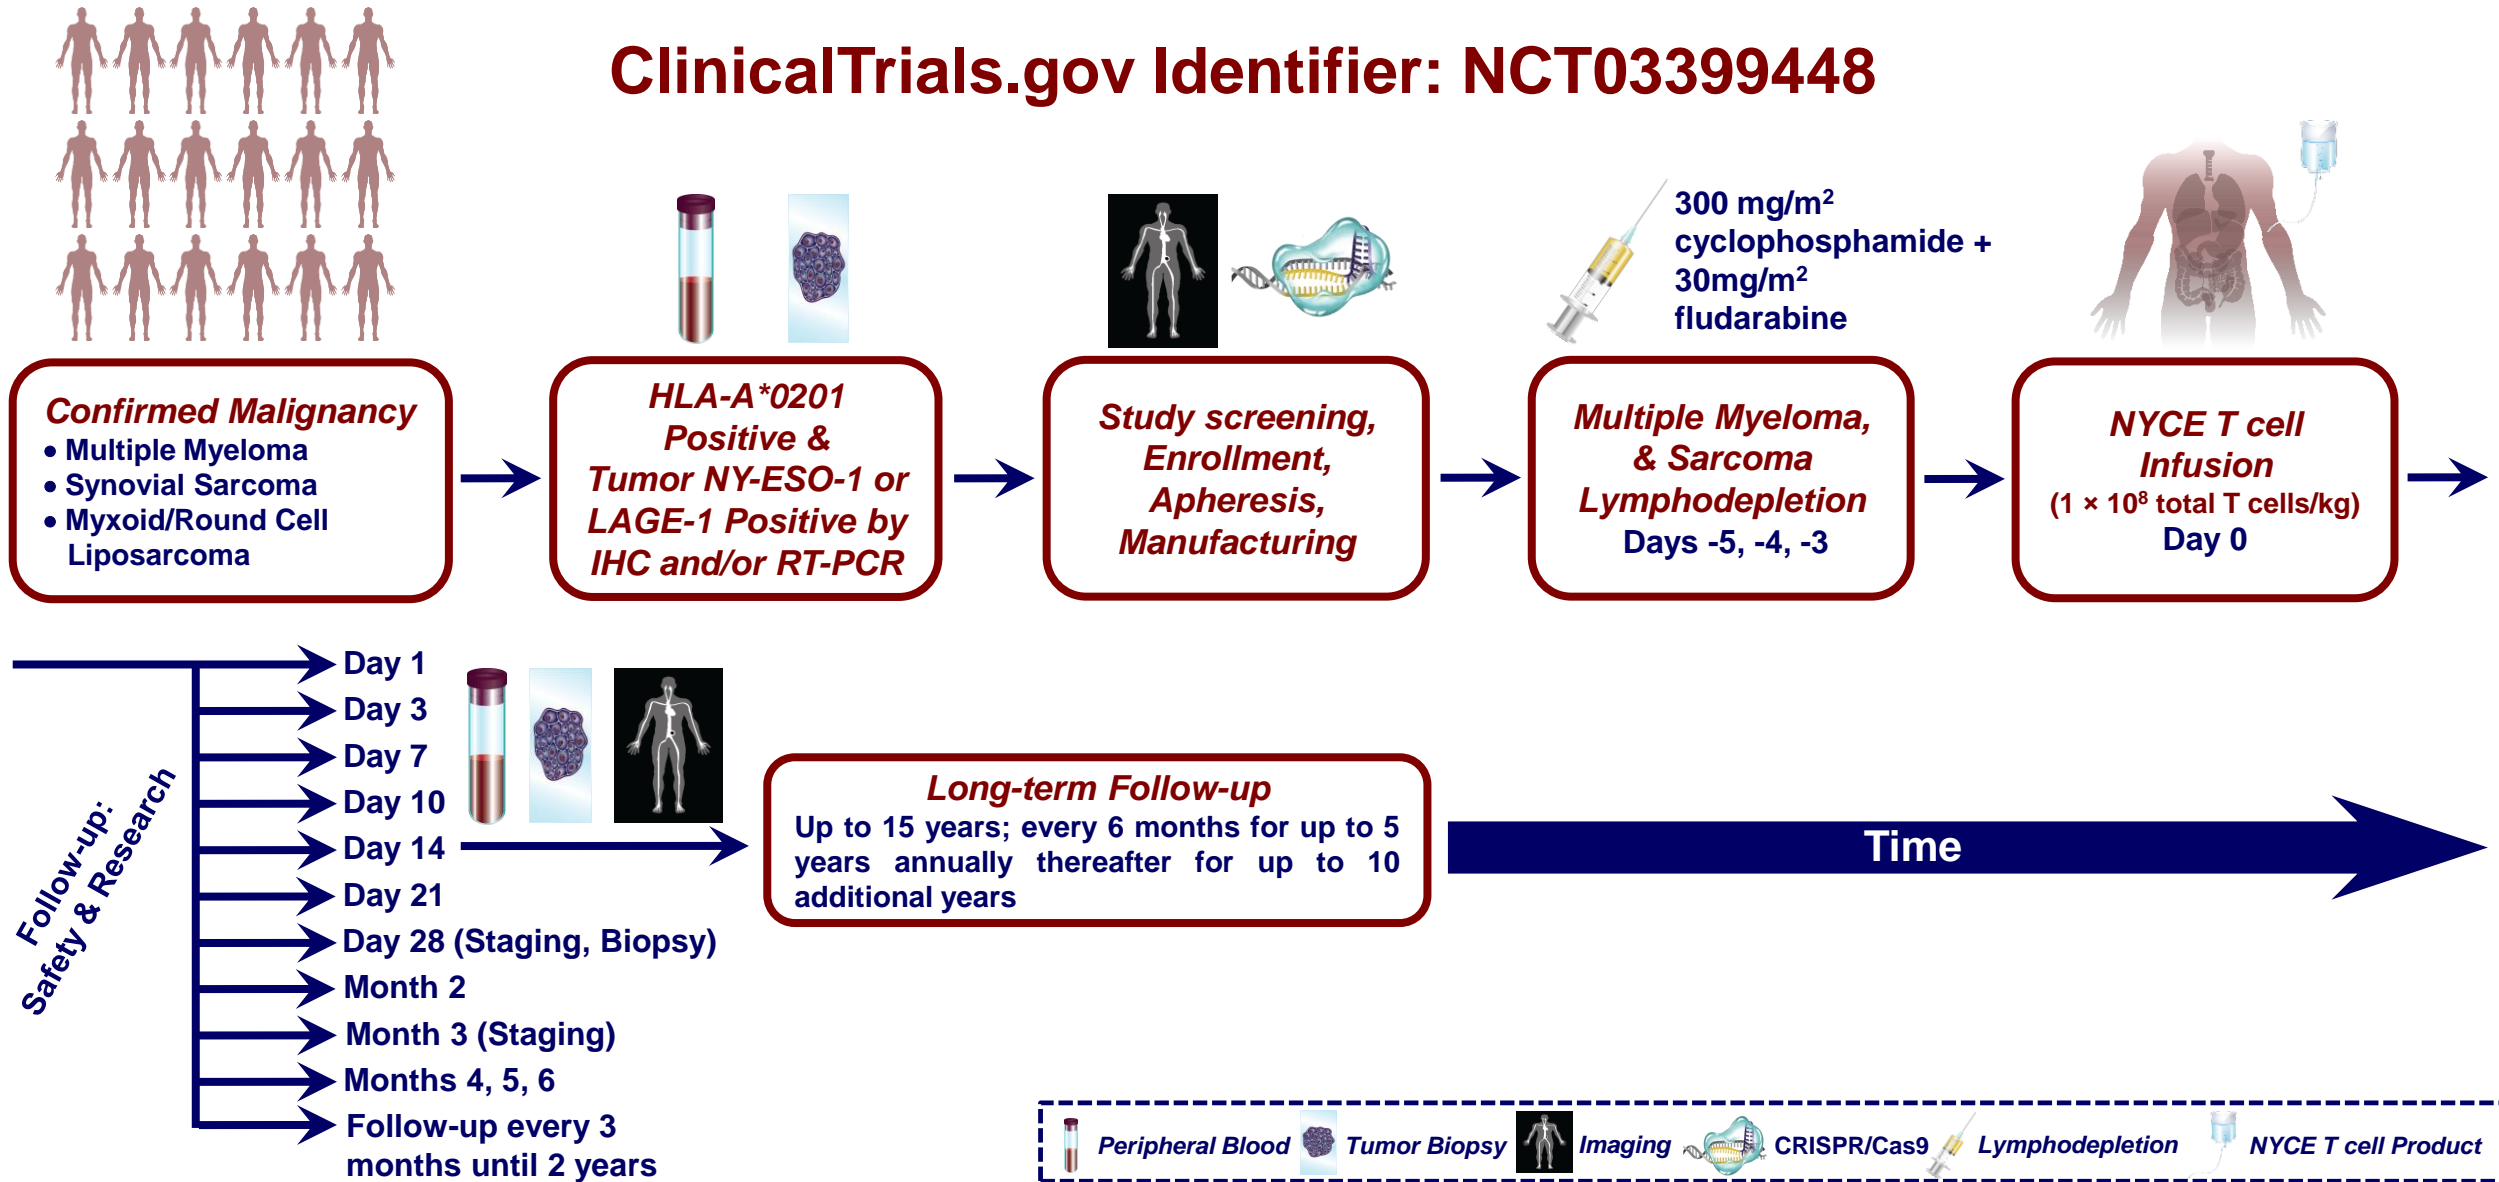 ClinicalTrials.gov Identifier: NCT03399448
300 mg/m²
cyclophosphamide +
30mg/m²
fludarabine
Confirmed Malignancy
• Multiple Myeloma
• Synovial Sarcoma
• Myxoid/Round Cell
Liposarcoma
HLA-A*0201
Positive &
Tumor NY-ESO-1 or
LAGE-1 Positive by
IHC and/or RT-PCR
Study screening,
Enrollment,
Apheresis,
Manufacturing
Multiple Myeloma,
& Sarcoma
Lymphodepletion
Days -5, -4, -3
NYCE T cell
Infusion
(1 × 10⁸ total T cells/kg)
Day 0
Follow-up:
Safety & Research
Day 1
Day 3
Day 7
Day 10
Day 14
Day 21
Day 28 (Staging, Biopsy)
Month 2
Month 3 (Staging)
Months 4, 5, 6
Follow-up every 3
months until 2 years
Long-term Follow-up
Up to 15 years; every 6 months for up to 5
years annually thereafter for up to 10
additional years
Time
Peripheral Blood
Tumor Biopsy
Imaging
CRISPR/Cas9
Lymphodepletion
NYCE T cell Product